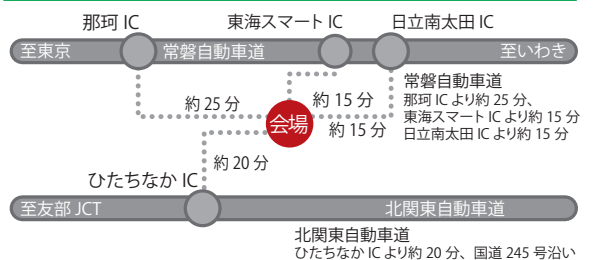 那珂 IC
東海スマート IC
日立南太田 IC
至東京
常磐自動車道
至いわき
常磐自動車道
那珂 IC より約 25 分、
東海スマート IC より約 15 分
日立南太田 IC より約 15 分
約 25 分
約 15 分
会場
約 15 分
約 20 分
ひたちなか IC
至友部 JCT
北関東自動車道
北関東自動車道
ひたちなか IC より約 20 分、国道 245 号沿い